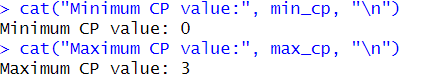 > cat("Minimum CP value:", min_cp, "\n")
Minimum CP value: 0
> cat("Maximum CP value:", max_cp, "\n")
Maximum CP value: 3